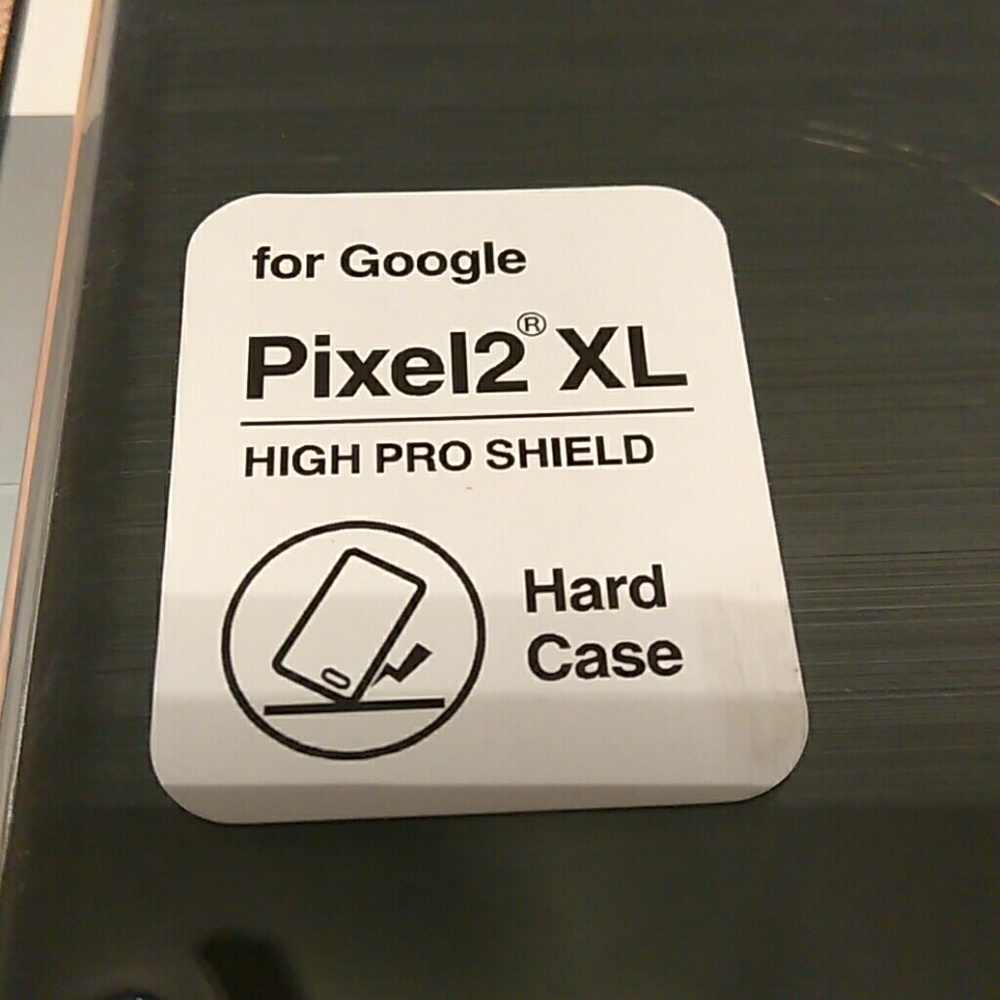 for Google
Pixel2® XL
HIGH PRO SHIELD
Hard
Case